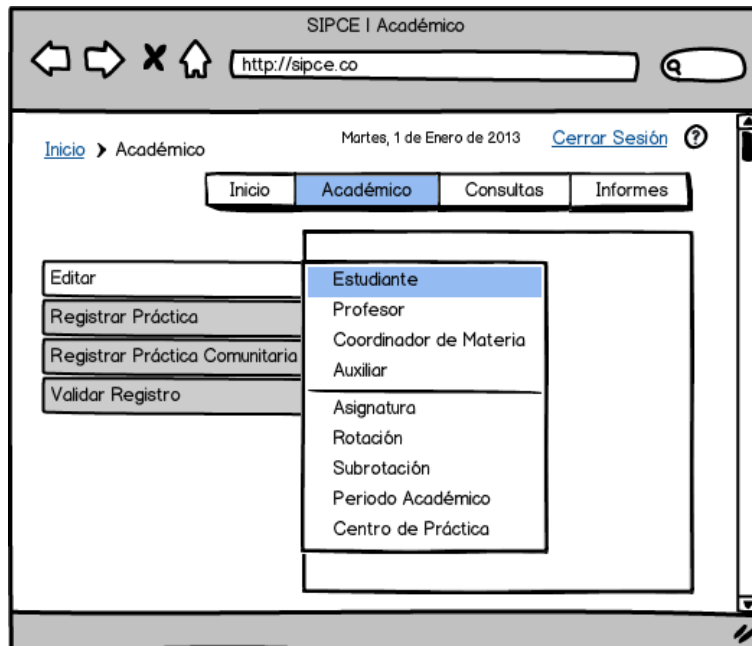 SIPCE | Académico
http://sipce.co
Inicio > Académico
Martes, 1 de Enero de 2013
Cerrar Sesión ?
Inicio Académico Consultas Informes
Editar
Registrar Práctica
Registrar Práctica Comunitaria
Validar Registro
Estudiante
Profesor
Coordinador de Materia
Auxiliar
Asignatura
Rotación
Subrotación
Periodo Académico
Centro de Práctica